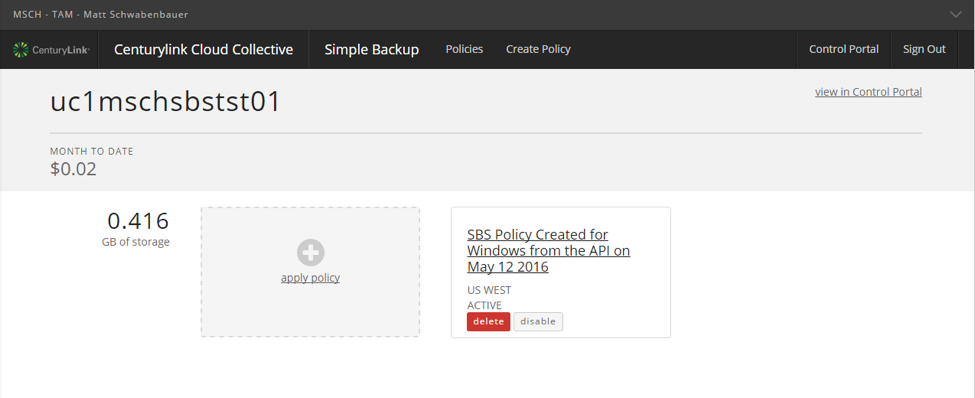 MSCH - TAM - Matt Schwabenbauer
CenturyLink® Centurylink Cloud Collective Simple Backup Policies Create Policy Control Portal Sign Out
uc1mschsbstst01
view in Control Portal
MONTH TO DATE
$0.02
0.416
GB of storage
apply policy
SBS Policy Created for
Windows from the API on
May 12 2016
US WEST
ACTIVE
delete disable